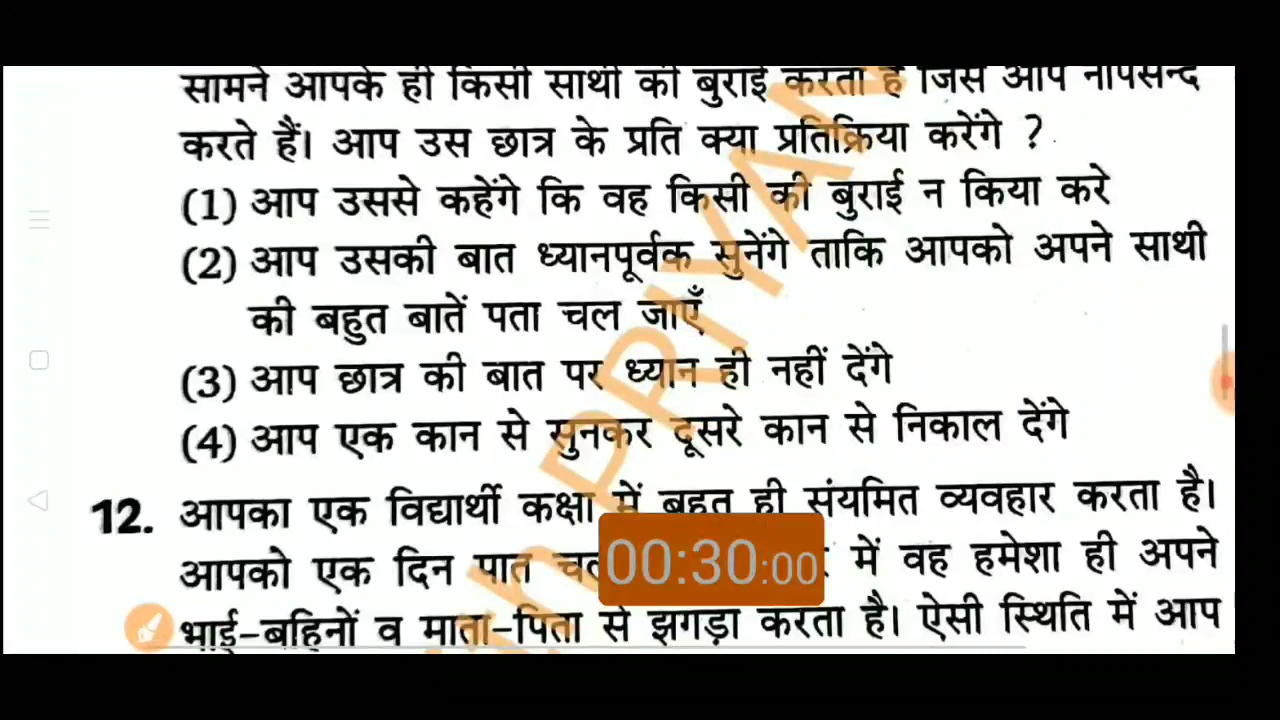 सामने आपके ही किसी साथी की बुराई करता है जिसे आप नापसन्द
करते हैं। आप उस छात्र के प्रति क्या प्रतिक्रिया करेंगे ?
(1) आप उससे कहेंगे कि वह किसी की बुराई न किया करे
(2) आप उसकी बात ध्यानपूर्वक सुनेंगे ताकि आपको अपने साथी
की बहुत बातें पता चल जाएँ
(3) आप छात्र की बात पर ध्यान ही नहीं देंगे
(4) आप एक कान से सुनकर दूसरे कान से निकाल देंगे
12. आपका एक विद्यार्थी कक्षा में बहुत ही संयमित व्यवहार करता है।
आपको एक दिन पात में वह हमेशा ही अपने
00:30:00
भाई-बहिनों व माता-पिता से झगड़ा करता है। ऐसी स्थिति में आप
PRIYAN